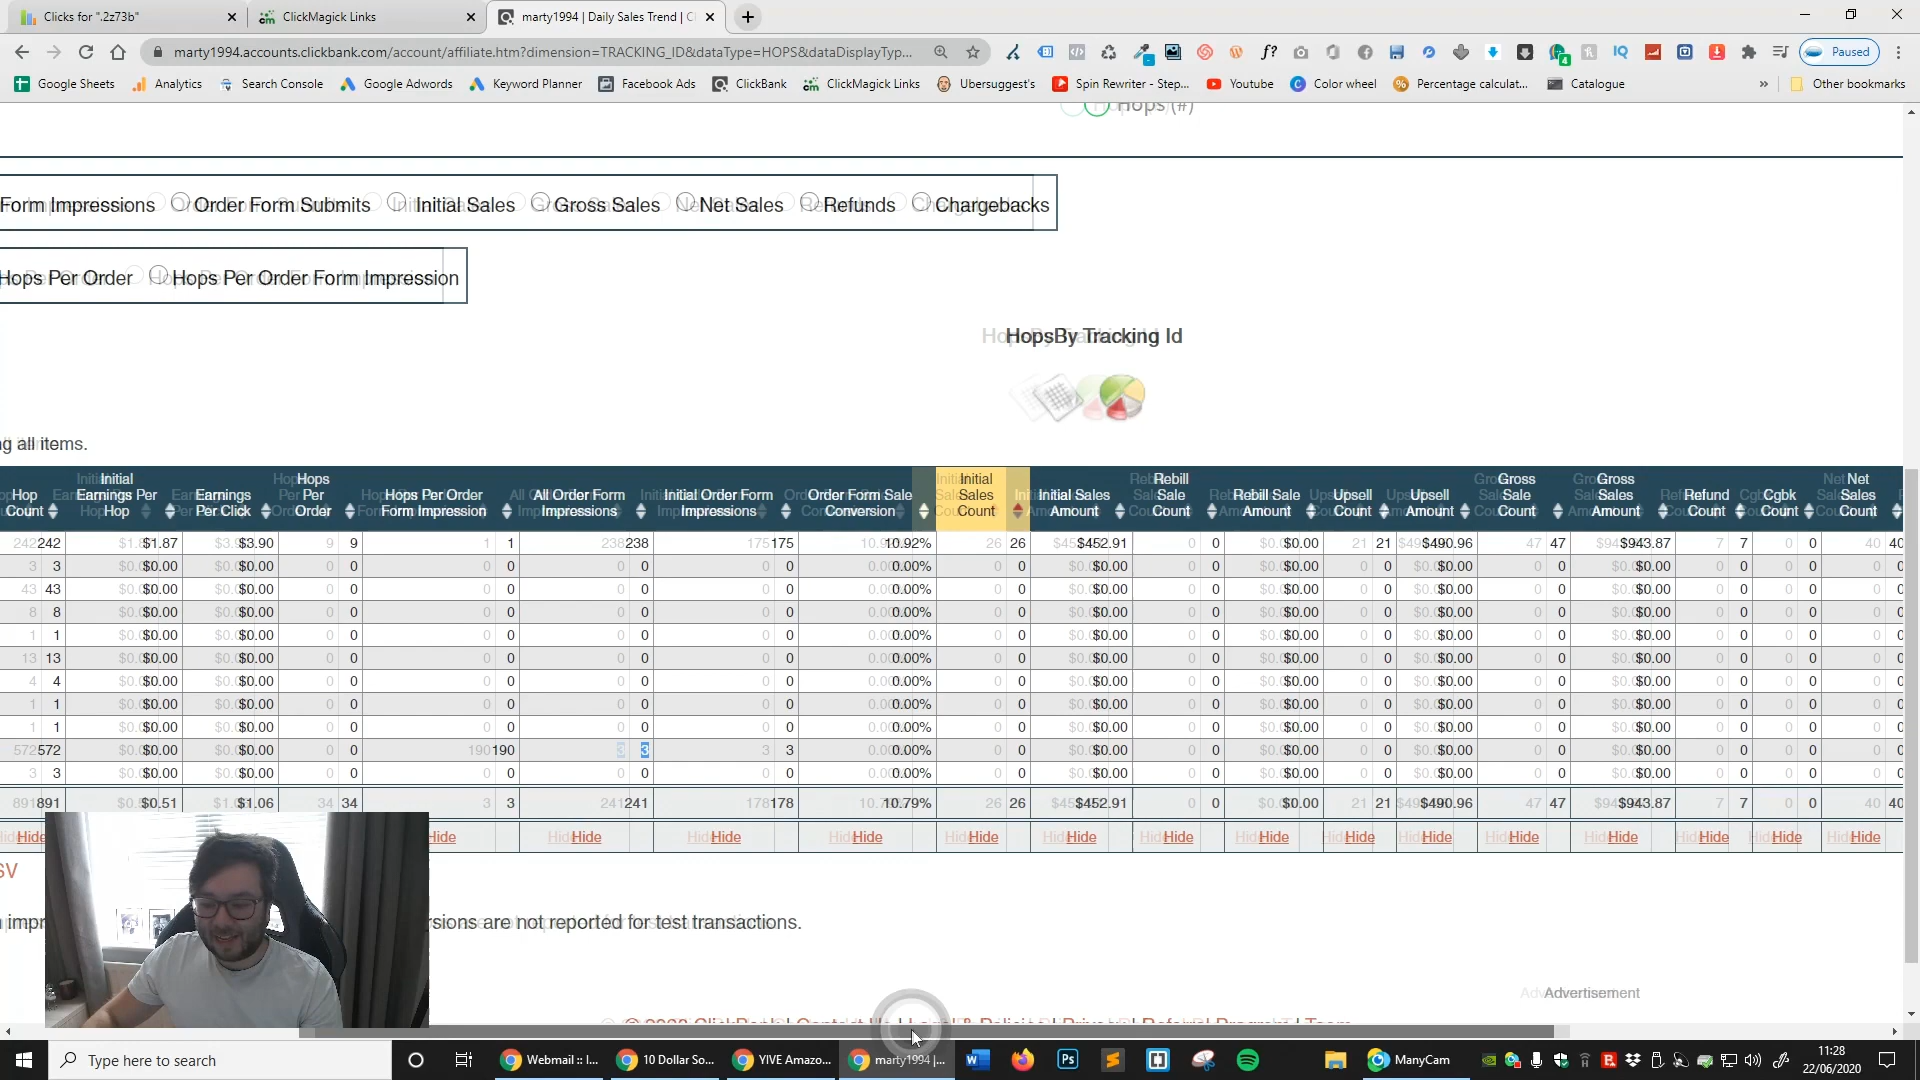 Clicks for ".2z73b"
ClickMagick Links
marty1994 | Daily Sales Trend | C
marty1994.accounts.clickbank.com/account/affiliate.htm?dimension=TRACKING_ID&dataType=HOPS&dataDisplayTyp...
Paused
Google Sheets Analytics Search Console Google Adwords Keyword Planner Facebook Ads ClickBank ClickMagick Links Ubersuggest's Spin Rewriter - Step... Youtube Color wheel Percentage calculat... Catalogue » Other bookmarks
Hops (#)
Form Impressions Order Form Submits Initial Sales Gross Sales Net Sales Refunds Chargebacks
Hops Per Order Hops Per Order Form Impression
HopsBy Tracking Id
g all items.
Hop Count Initial Earnings Per Hop Earnings Per Click Hops Per Order Hops Per Order Form Impression All Order Form Impressions Initial Order Form Impressions Order Form Sale Conversion Initial Sales Count Initial Sales Amount Rebill Sale Count Rebill Sale Amount Upsell Count Upsell Amount Gross Sale Count Gross Sales Amount Refund Count Cgbk Count Net Sales Count
242 $1.87 $3.90 9 1 238 175 10.92% 26 $452.91 0 $0.00 21 $490.96 47 $943.87 7 0 40
3 $0.00 $0.00 0 0 0 0 0.00% 0 $0.00 0 $0.00 0 $0.00 0 $0.00 0 0 0
43 $0.00 $0.00 0 0 0 0 0.00% 0 $0.00 0 $0.00 0 $0.00 0 $0.00 0 0 0
8 $0.00 $0.00 0 0 0 0 0.00% 0 $0.00 0 $0.00 0 $0.00 0 $0.00 0 0 0
1 $0.00 $0.00 0 0 0 0 0.00% 0 $0.00 0 $0.00 0 $0.00 0 $0.00 0 0 0
13 $0.00 $0.00 0 0 0 0 0.00% 0 $0.00 0 $0.00 0 $0.00 0 $0.00 0 0 0
4 $0.00 $0.00 0 0 0 0 0.00% 0 $0.00 0 $0.00 0 $0.00 0 $0.00 0 0 0
1 $0.00 $0.00 0 0 0 0 0.00% 0 $0.00 0 $0.00 0 $0.00 0 $0.00 0 0 0
1 $0.00 $0.00 0 0 0 0 0.00% 0 $0.00 0 $0.00 0 $0.00 0 $0.00 0 0 0
572 $0.00 $0.00 0 190 3 3 0.00% 0 $0.00 0 $0.00 0 $0.00 0 $0.00 0 0 0
3 $0.00 $0.00 0 0 0 0 0.00% 0 $0.00 0 $0.00 0 $0.00 0 $0.00 0 0 0
891 $0.51 $1.06 34 3 241 178 10.79% 26 $452.91 0 $0.00 21 $490.96 47 $943.87 7 0 40
Hide Hide Hide Hide Hide Hide Hide Hide Hide Hide Hide Hide Hide Hide Hide
SV
impr
rsions are not reported for test transactions.
Advertisement
Type here to search
Webmail :: I... 10 Dollar So... YIVE Amazo... marty1994 |... ManyCam
11:28
22/06/2020